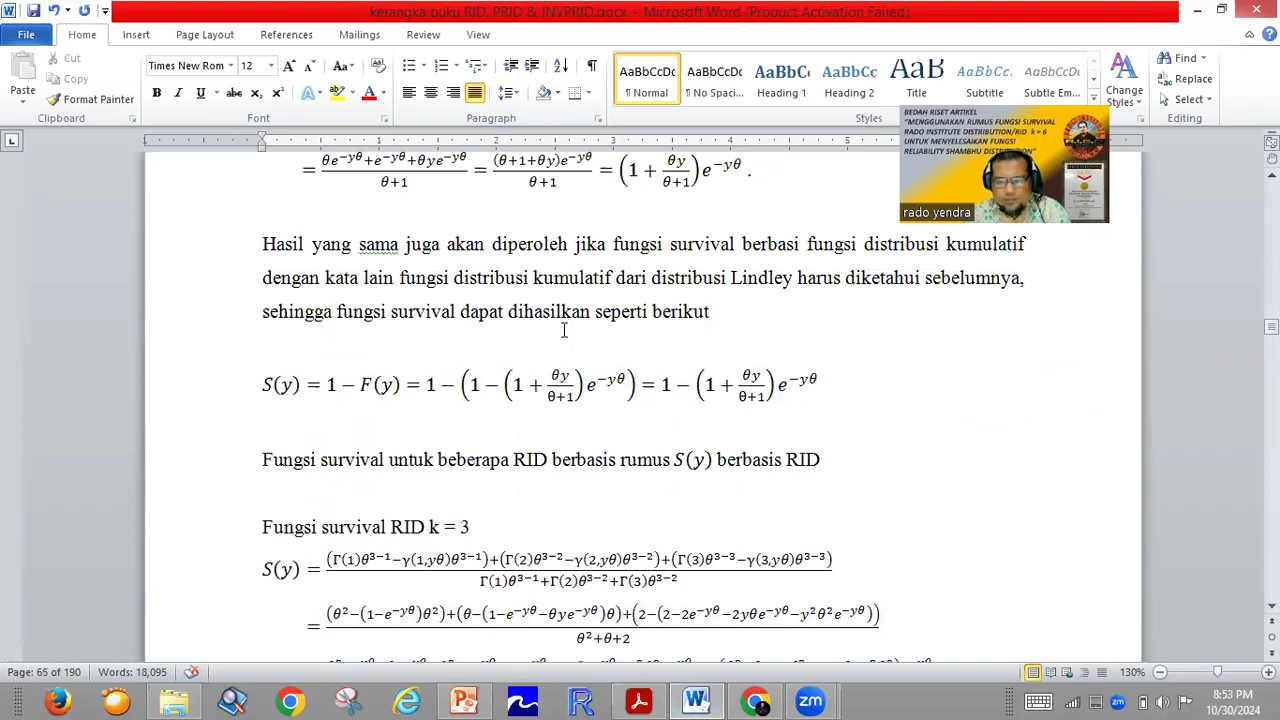 kerangka buku RID, PRID & INVPRID.docx - Microsoft Word (Product Activation Failed)
File Home Insert Page Layout References Mailings Review View
Cut
Copy
Format Painter
Paste
Clipboard
Times New Rom 12
B I U abc X₂ X²
Font
Paragraph
AaBbCcDc AaBbCcDc AaBbCc AaBbCc AaB AaBbCcL AaBbCcDc
¶ Normal ¶ No Spaci... Heading 1 Heading 2 Title Subtitle Subtle Em...
Styles
Change Styles
Find
Replace
Select
Editing
BEDAH RISET ARTIKEL
"MENGGUNAKAN RUMUS FUNGSI SURVIVAL
RADO INSTITUTE DISTRIBUTION/RID k = 6
UNTUK MENYELESAIKAN FUNGSI
RELIABILITY SHAMBHU DISTRIBUTION"
rado yendra
= (θe^{−yθ}+e^{−yθ}+θye^{−yθ})/(θ+1) = ((θ+1+θy)e^{−yθ})/(θ+1) = (1 + θy/(θ+1))e^{−yθ} .
Hasil yang sama juga akan diperoleh jika fungsi survival berbasi fungsi distribusi kumulatif
dengan kata lain fungsi distribusi kumulatif dari distribusi Lindley harus diketahui sebelumnya,
sehingga fungsi survival dapat dihasilkan seperti berikut
S(y) = 1 − F(y) = 1 − (1 − (1 + θy/(θ+1))e^{−yθ}) = 1 − (1 + θy/(θ+1))e^{−yθ}
Fungsi survival untuk beberapa RID berbasis rumus S(y) berbasis RID
Fungsi survival RID k = 3
S(y) = ((Γ(1)θ^{3−1}−γ(1,yθ)θ^{3−1})+(Γ(2)θ^{3−2}−γ(2,yθ)θ^{3−2})+(Γ(3)θ^{3−3}−γ(3,yθ)θ^{3−3}))/(Γ(1)θ^{3−1}+Γ(2)θ^{3−2}+Γ(3)θ^{3−2})
= ((θ²−(1−e^{−yθ})θ²)+(θ−(1−e^{−yθ}−θye^{−yθ})θ)+(2−(2−2e^{−yθ}−2yθe^{−yθ}−y²θ²e^{−yθ})))/(θ²+θ+2)
Page: 65 of 190 Words: 18,095 130%
8:53 PM
10/30/2024